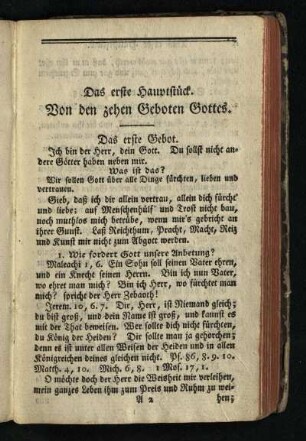 Das erste Hauptstück.
Von den zehen Geboten Gottes.
Das erste Gebot.
Ich bin der Herr, dein Gott. Du sollst nicht an-
dere Götter haben neben mir.
Was ist das?
Wir sollen Gott über alle Dinge fürchten, lieben und
vertrauen.
Gieb, daß ich dir allein vertrau, allein dich fürcht'
und liebe; auf Menschenhülf und Trost nicht bau,
noch muthlos mich betrübe, wenn mir's gebricht an
ihrer Gunst. Laß Reichthum, Pracht, Macht, Reiz
und Kunst mir nicht zum Abgott werden.
1. Wie fordert Gott unsere Anbetung?
Maleachi 1, 6. Ein Sohn soll seinen Vater ehren,
und ein Knecht seinen Herrn. Bin ich nun Vater,
wo ehret man mich? Bin ich Herr, wo fürchtet man
mich? spricht der Herr Zebaoth!
Jerem. 10, 6. 7. Dir, Herr, ist Niemand gleich;
du bist groß, und dein Name ist groß, und kannst es
mit der That beweisen. Wer sollte dich nicht fürchten,
du König der Heiden? Dir sollte man ja gehorchen;
denn es ist unter allen Weisen der Heiden und in allen
Königreichen deines gleichen nicht. Ps. 86, 8. 9. 10.
Matth. 4, 10. Mich. 6, 8. 1 Mos. 17, 1.
O möchte doch der Herr die Weisheit mir verleihen,
mein ganzes Leben ihm zum Preis und Ruhm zu wei-
A 2 hen;